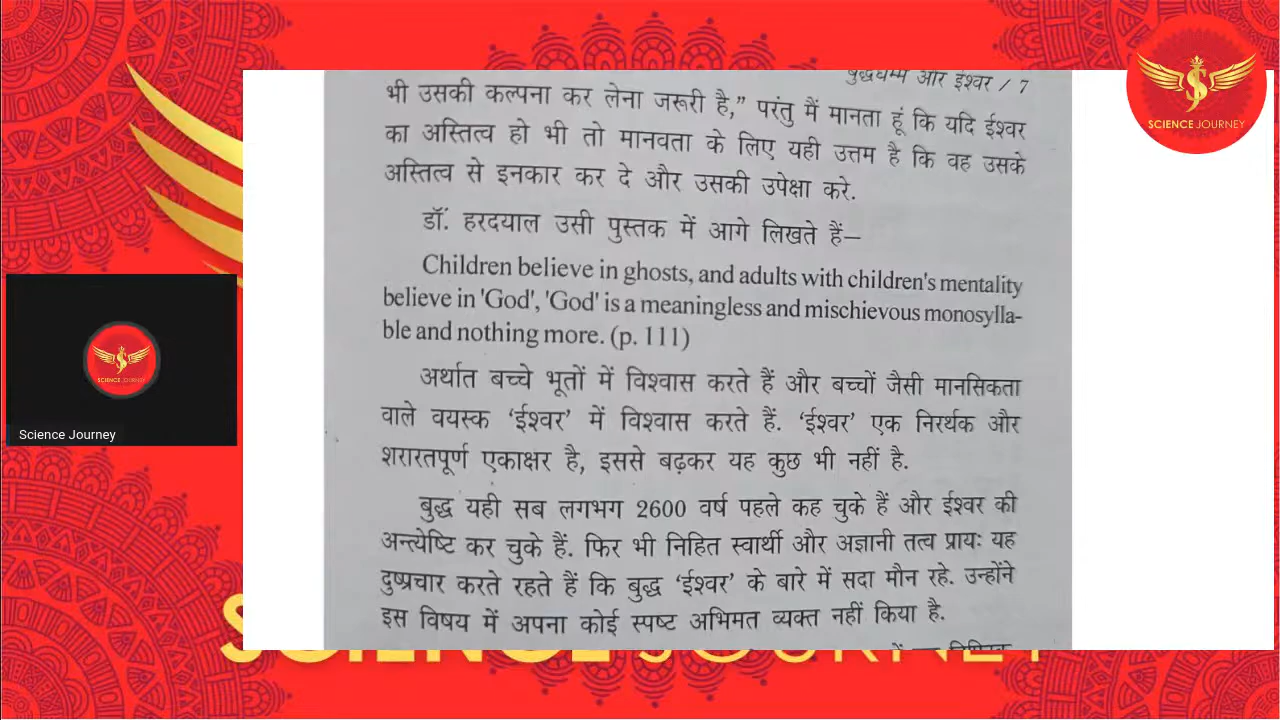 बुद्धधम्म और ईश्वर / 7
भी उसकी कल्पना कर लेना जरूरी है,” परंतु मैं मानता हूं कि यदि ईश्वर
का अस्तित्व हो भी तो मानवता के लिए यही उत्तम है कि वह उसके
अस्तित्व से इनकार कर दे और उसकी उपेक्षा करे.
डॉ. हरदयाल उसी पुस्तक में आगे लिखते हैं—
Children believe in ghosts, and adults with children's mentality
believe in 'God', 'God' is a meaningless and mischievous monosylla-
ble and nothing more. (p. 111)
अर्थात बच्चे भूतों में विश्वास करते हैं और बच्चों जैसी मानसिकता
वाले वयस्क ‘ईश्वर’ में विश्वास करते हैं. ‘ईश्वर’ एक निरर्थक और
शरारतपूर्ण एकाक्षर है, इससे बढ़कर यह कुछ भी नहीं है.
बुद्ध यही सब लगभग 2600 वर्ष पहले कह चुके हैं और ईश्वर की
अन्त्येष्टि कर चुके हैं. फिर भी निहित स्वार्थी और अज्ञानी तत्व प्रायः यह
दुष्प्रचार करते रहते हैं कि बुद्ध ‘ईश्वर’ के बारे में सदा मौन रहे. उन्होंने
इस विषय में अपना कोई स्पष्ट अभिमत व्यक्त नहीं किया है.
SCIENCE JOURNEY
SCIENCE JOURNEY
Science Journey
SCIENCE JOURNEY